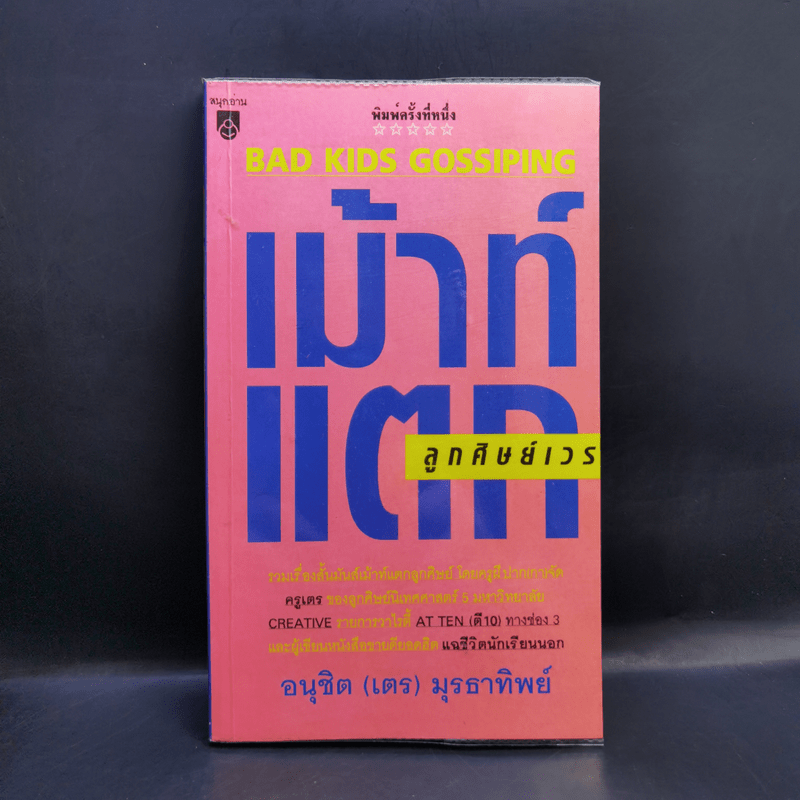 สนุกอ่าน
พิมพ์ครั้งที่หนึ่ง
BAD KIDS GOSSIPING
เม้าท์
แตก
ลูกศิษย์เวร
รวมเรื่องสั้นมันส์เม้าท์แตกลูกศิษย์ โดยครูฝีปากเกาจัด
ครูเตร ของลูกศิษย์นิเทศศาสตร์ 5 มหาวิทยาลัย
CREATIVE รายการวาไรตี้ AT TEN (ตี10) ทางช่อง 3
และผู้เขียนหนังสือขายดียอดฮิต แฉชีวิตนักเรียนนอก
อนุชิต (เตร) มุรธาทิพย์